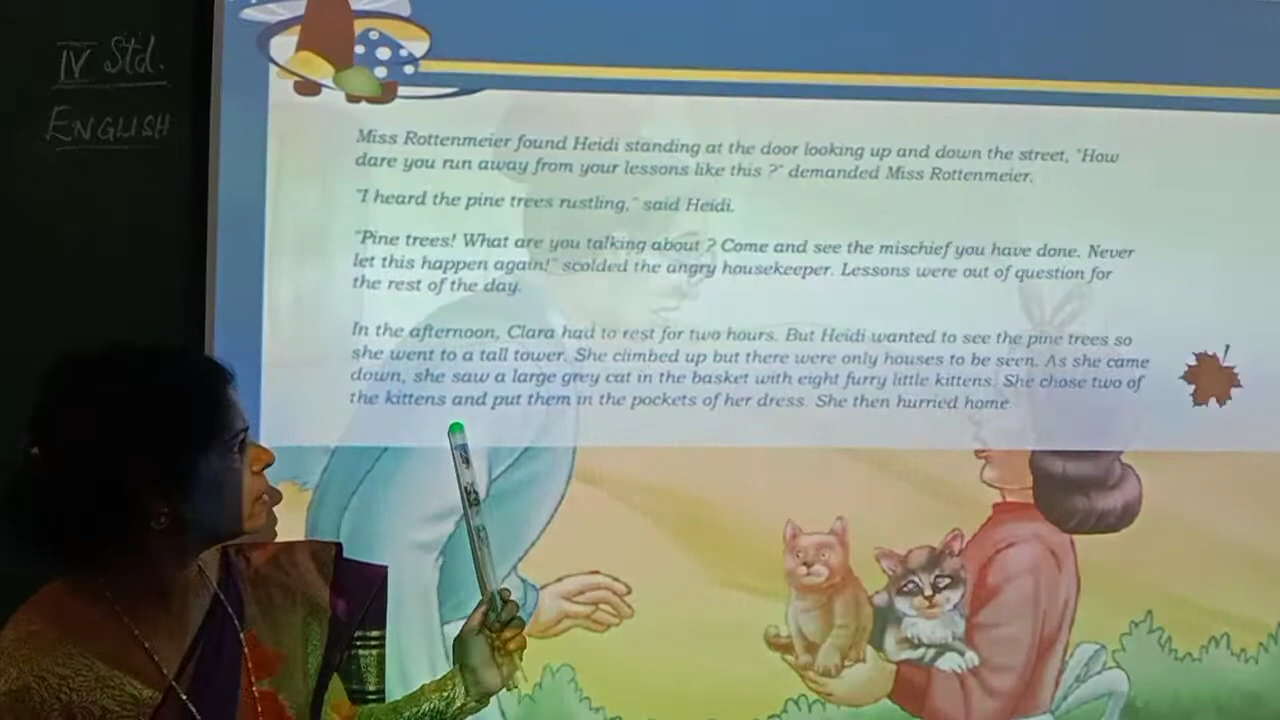 IV Std.
ENGLISH
Miss Rottenmeier found Heidi standing at the door looking up and down the street, "How
dare you run away from your lessons like this ?" demanded Miss Rottenmeier.
"I heard the pine trees rustling," said Heidi.
"Pine trees! What are you talking about ? Come and see the mischief you have done. Never
let this happen again!" scolded the angry housekeeper. Lessons were out of question for
the rest of the day.
In the afternoon, Clara had to rest for two hours. But Heidi wanted to see the pine trees so
she went to a tall tower. She climbed up but there were only houses to be seen. As she came
down, she saw a large grey cat in the basket with eight furry little kittens. She chose two of
the kittens and put them in the pockets of her dress. She then hurried home.